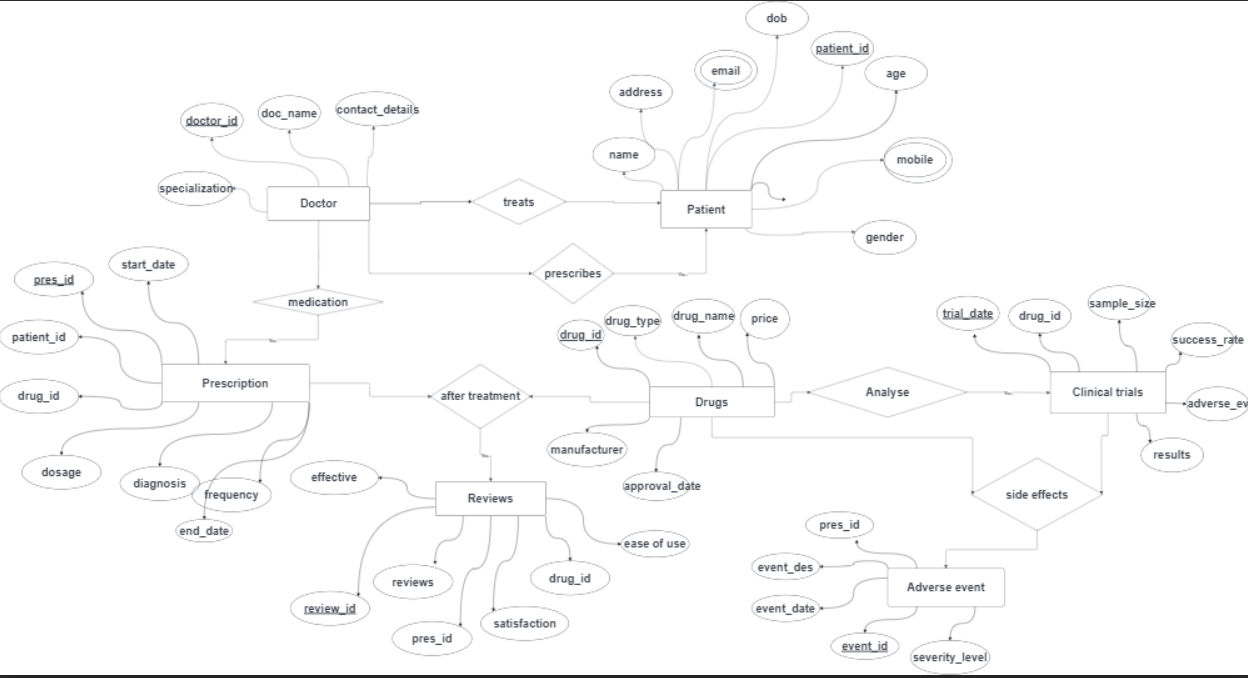 dob
patient_id
email
age
address
contact_details
doc_name
doctor_id
name
mobile
specialization
Doctor
treats
Patient
gender
start_date
prescribes
pres_id
medication
sample_size
trial_date
drug_id
drug_name
price
drug_type
drug_id
patient_id
success_rate
Prescription
after treatment
Drugs
Analyse
Clinical trials
drug_id
adverse_ev
manufacturer
results
dosage
diagnosis
effective
approval_date
frequency
Reviews
side effects
end_date
pres_id
ease of use
event_des
reviews
drug_id
Adverse event
review_id
event_date
satisfaction
pres_id
event_id
severity_level